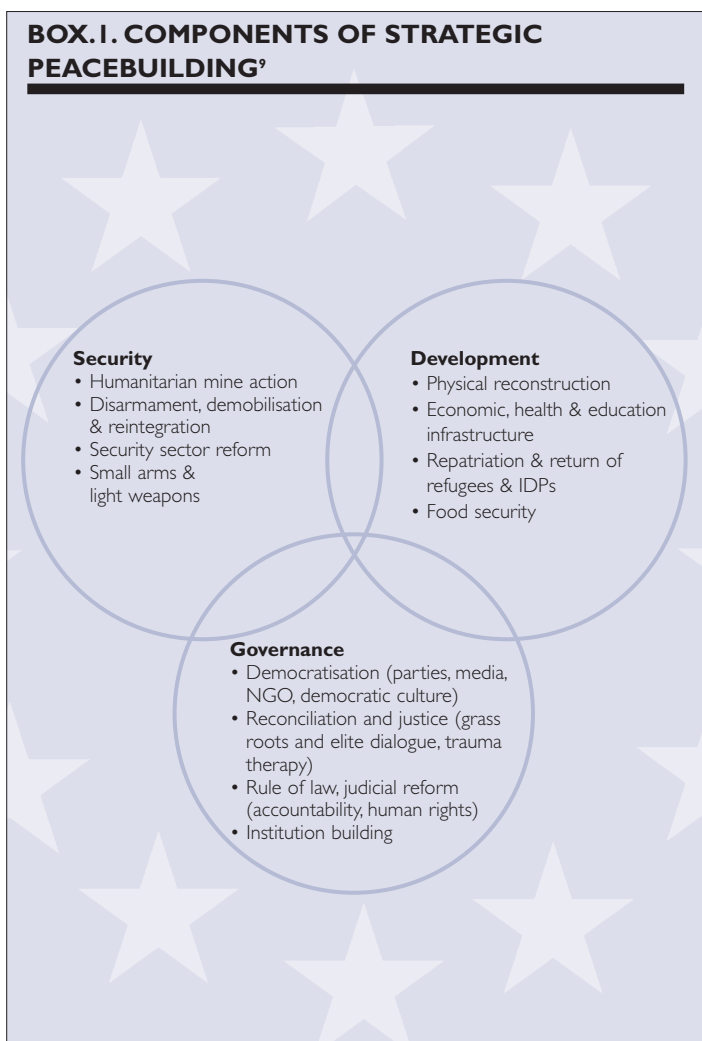 BOX.1. COMPONENTS OF STRATEGIC
PEACEBUILDING⁹
Security
• Humanitarian mine action
• Disarmament, demobilisation
& reintegration
• Security sector reform
• Small arms &
light weapons
Development
• Physical reconstruction
• Economic, health & education
infrastructure
• Repatriation & return of
refugees & IDPs
• Food security
Governance
• Democratisation (parties, media,
NGO, democratic culture)
• Reconciliation and justice (grass
roots and elite dialogue, trauma
therapy)
• Rule of law, judicial reform
(accountability, human rights)
• Institution building